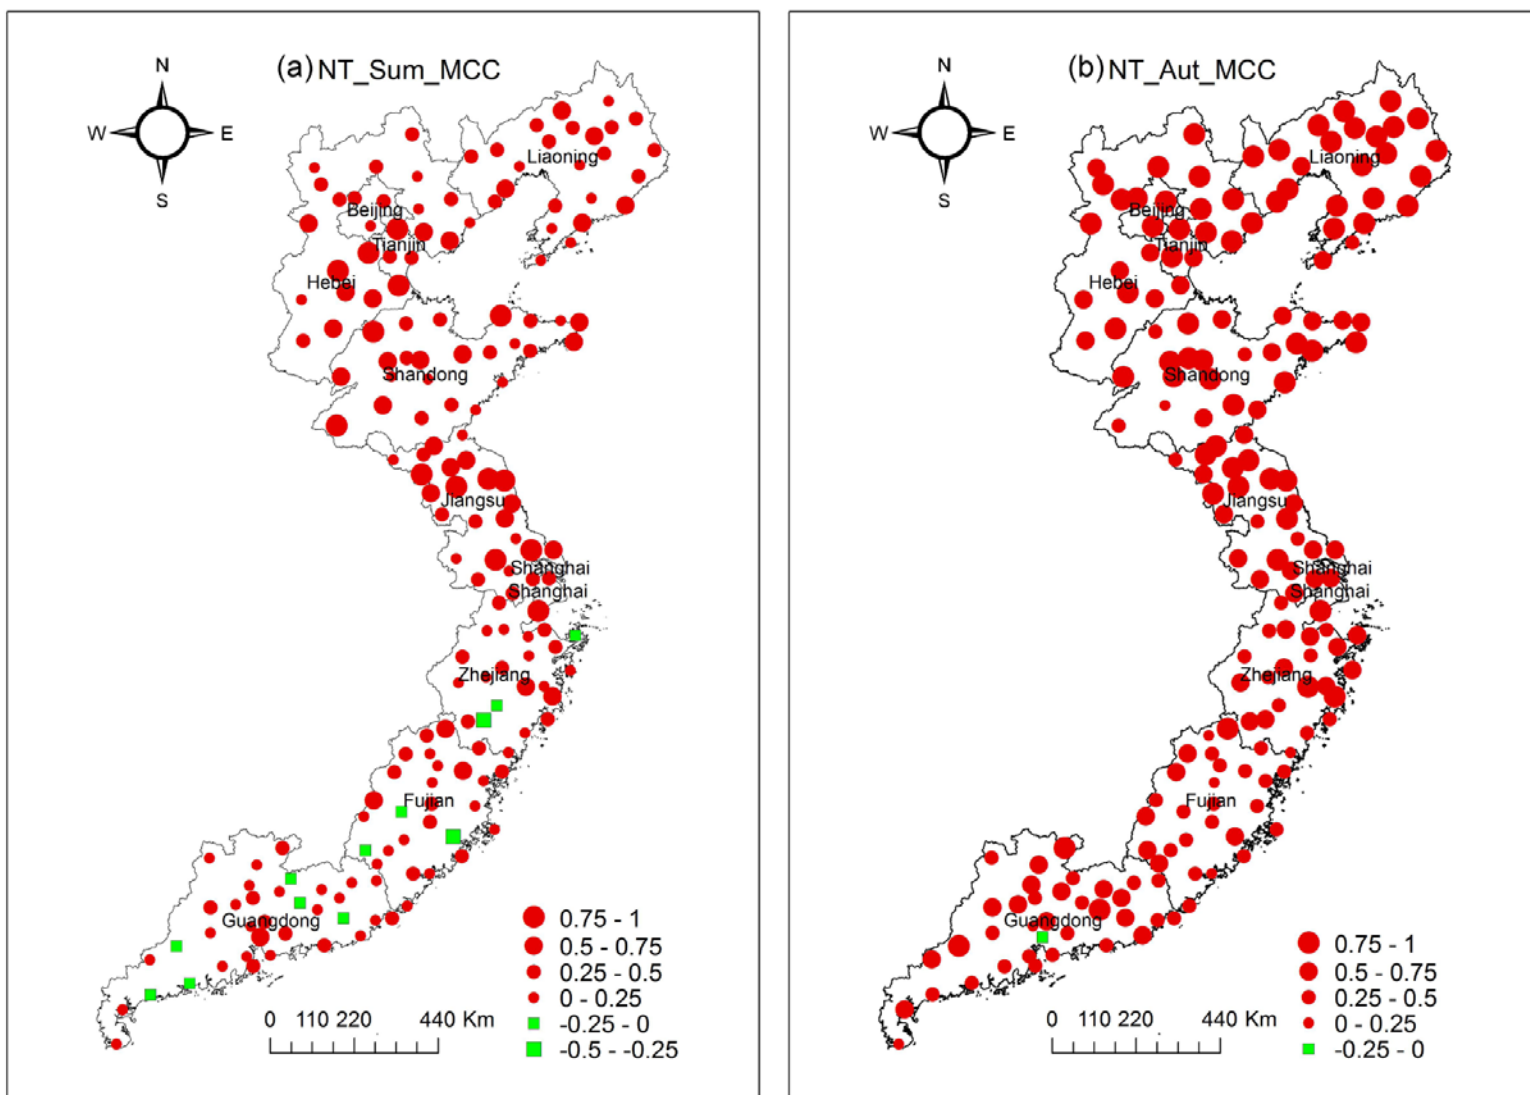 (a) NT_Sum_MCC
N
W E
S
Liaoning
Beijing
Tianjin
Hebei
Shandong
Jiangsu
Shanghai
Shanghai
Zhejiang
Fujian
Guangdong
0.75 - 1
0.5 - 0.75
0.25 - 0.5
0 - 0.25
-0.25 - 0
-0.5 - -0.25
0 110 220 440 Km
(b) NT_Aut_MCC
N
W E
S
Liaoning
Beijing
Tianjin
Hebei
Shandong
Jiangsu
Shanghai
Shanghai
Zhejiang
Fujian
Guangdong
0.75 - 1
0.5 - 0.75
0.25 - 0.5
0 - 0.25
-0.25 - 0
0 110 220 440 Km